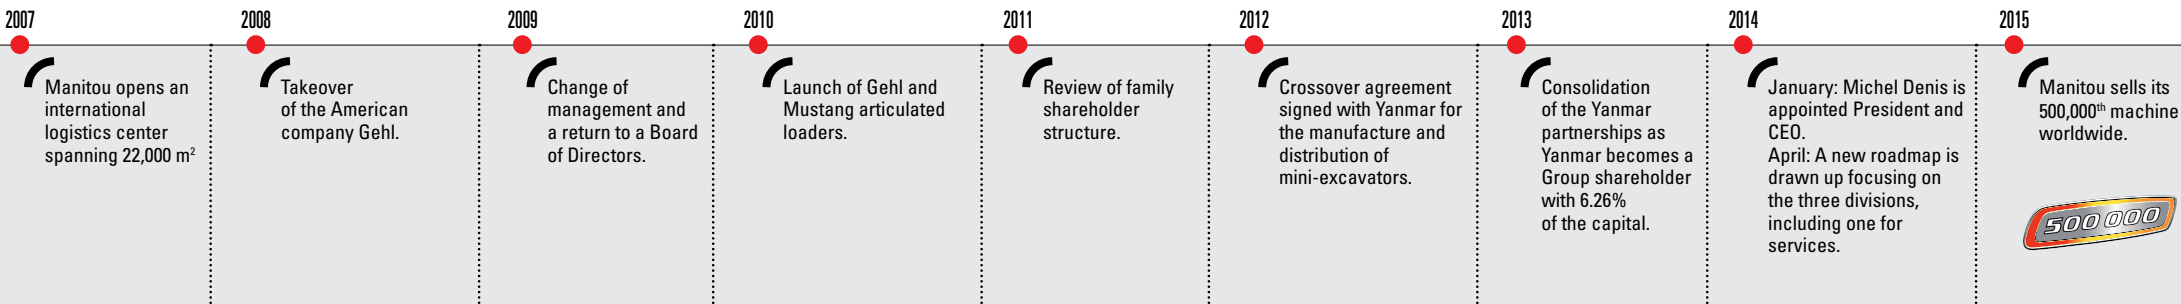 2007
Manitou opens an
international
logistics center
spanning 22,000 m²
2008
Takeover
of the American
company Gehl.
2009
Change of
management and
a return to a Board
of Directors.
2010
Launch of Gehl and
Mustang articulated
loaders.
2011
Review of family
shareholder
structure.
2012
Crossover agreement
signed with Yanmar for
the manufacture and
distribution of
mini-excavators.
2013
Consolidation
of the Yanmar
partnerships as
Yanmar becomes a
Group shareholder
with 6.26%
of the capital.
2014
January: Michel Denis is
appointed President and
CEO.
April: A new roadmap is
drawn up focusing on
the three divisions,
including one for
services.
2015
Manitou sells its
500,000th machine
worldwide.
500 000